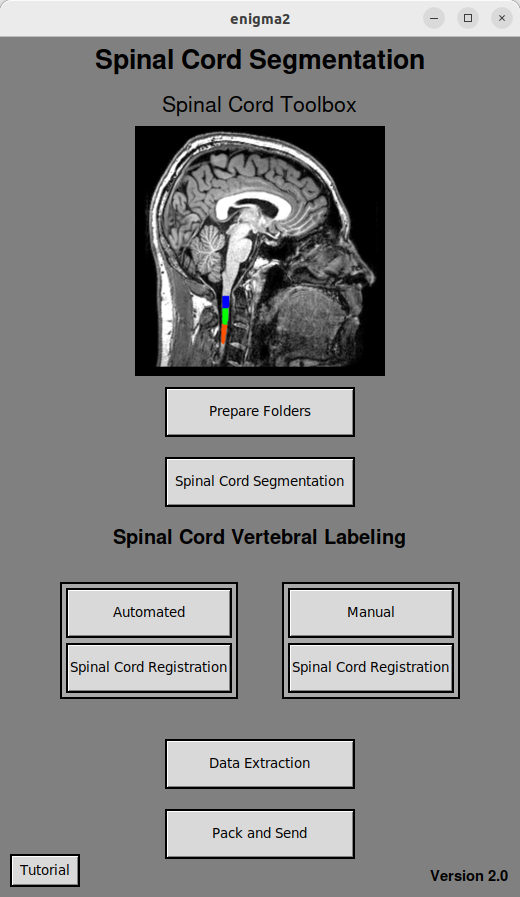 enigma2
Spinal Cord Segmentation
Spinal Cord Toolbox
Prepare Folders
Spinal Cord Segmentation
Spinal Cord Vertebral Labeling
Automated
Spinal Cord Registration
Manual
Spinal Cord Registration
Data Extraction
Pack and Send
Tutorial
Version 2.0